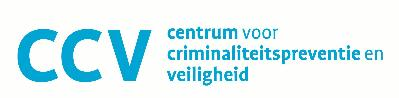 CCV
centrum voor
criminaliteitspreventie en
veiligheid